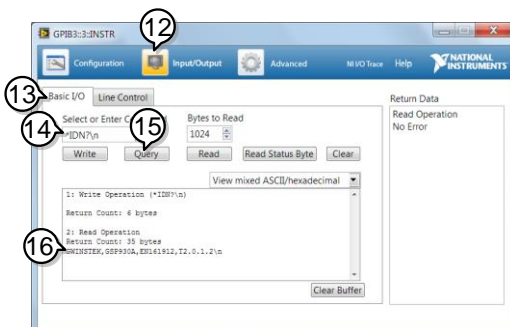 GPIB3::3:INSTR
12
Configuration
Input/Output
Advanced
NI I/O Trace
Help
NATIONAL
INSTRUMENTS
13
Basic I/O
Line Control
Return Data
Read Operation
No Error
14
Select or Enter
15
Bytes to Read
*IDN?\n
1024
Write
Query
Read
Read Status Byte
Clear
View mixed ASCII/hexadecimal
1: Write Operation (*IDN?\n)
Return Count: 6 bytes
2: Read Operation
Return Count: 35 bytes
16
GWINSTEK,GSP930A,EN161912,T2.0.1.2\n
Clear Buffer